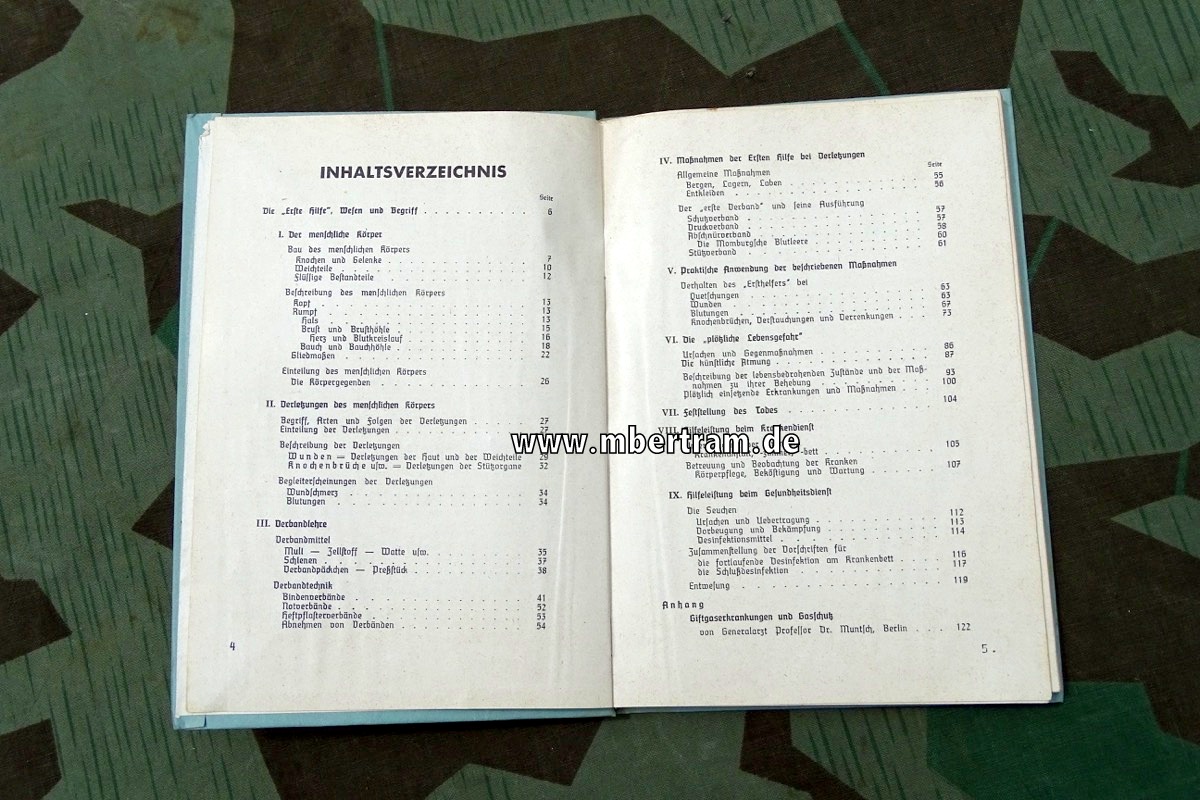 INHALTSVERZEICHNIS
Seite
Die „Erste Hilfe“, Wesen und Begriff . . . . . . . . . . 6
I. Der menschliche Körper
Bau des menschlichen Körpers
Knochen und Gelenke . . . . . . . . . . 7
Weichteile . . . . . . . . . . 10
Flüssige Bestandteile . . . . . . . . . . 12
Beschreibung des menschlichen Körpers
Kopf . . . . . . . . . . 13
Rumpf . . . . . . . . . . 13
Hals . . . . . . . . . . 13
Brust und Brusthöhle . . . . . . . . . . 15
Herz und Blutkreislauf . . . . . . . . . . 16
Bauch und Bauchhöhle . . . . . . . . . . 18
Gliedmaßen . . . . . . . . . . 22
Einteilung des menschlichen Körpers
Die Körpergegenden . . . . . . . . . . 26
II. Verletzungen des menschlichen Körpers
Begriff, Arten und Folgen der Verletzungen . . . . . 27
Einteilung der Verletzungen . . . . . . . . . . 27
Beschreibung der Verletzungen
Wunden = Verletzungen der Haut und der Weichteile 29
Knochenbrüche usw. = Verletzungen der Stützorgane 32
Begleiterscheinungen der Verletzungen
Wundschmerz . . . . . . . . . . 34
Blutungen . . . . . . . . . . 34
III. Verbandlehre
Verbandmittel
Mull — Zellstoff — Watte usw. . . . . . . . . 35
Schienen . . . . . . . . . . 37
Verbandpäckchen — Preßstück . . . . . . . . . . 38
Verbandtechnik
Bindenverbände . . . . . . . . . . 41
Notverbände . . . . . . . . . . 52
Heftpflasterverbände . . . . . . . . . . 53
Abnehmen von Verbänden . . . . . . . . . . 54
4
IV. Maßnahmen der Ersten Hilfe bei Verletzungen
Seite
Allgemeine Maßnahmen 55
Bergen, Lagern, Laben . . . . . . . . . . 56
Entkleiden . . . . . . . . . .
Der „erste Verband“ und seine Ausführung 57
Schutzverband . . . . . . . . . . 57
Druckverband . . . . . . . . . . 58
Abschnürverband . . . . . . . . . . 60
Die Momburgsche Blutleere . . . . . . . . . . 61
Stützverband . . . . . . . . . .
V. Praktische Anwendung der beschriebenen Maßnahmen
Verhalten des „Ersthelfers“ bei 63
Quetschungen . . . . . . . . . . 63
Wunden . . . . . . . . . . 67
Blutungen . . . . . . . . . . 73
Knochenbrüchen, Verstauchungen und Verrenkungen . . .
VI. Die „plötzliche Lebensgefahr“
Ursachen und Gegenmaßnahmen . . . . . . . . . . 86
Die künstliche Atmung . . . . . . . . . . 87
Beschreibung der lebensbedrohenden Zustände und der Maß-
nahmen zu ihrer Behebung . . . . . . . . . . 93
Plötzlich einsetzende Erkrankungen und Maßnahmen . . . 100
VII. Feststellung des Todes . . . . . . . . . . 104
VIII. Hilfeleistung beim Krankendienst
www.mbertram.de
105
Betreuung und Beobachtung der Kranken
Körperpflege, Beköstigung und Wartung . . . . . 107
IX. Hilfeleistung beim Gesundheitsdienst
Die Seuchen
Ursachen und Uebertragung . . . . . . . . . . 112
Vorbeugung und Bekämpfung . . . . . . . . . . 113
Desinfektionsmittel . . . . . . . . . . 114
Zusammenstellung der Vorschriften für
die fortlaufende Desinfektion am Krankenbett . . . . 116
die Schlußdesinfektion . . . . . . . . . . 117
Entwesung . . . . . . . . . . 119
Anhang
Giftgaserkrankungen und Gasschutz
von Generalarzt Professor Dr. Muntsch, Berlin . . . 122
5